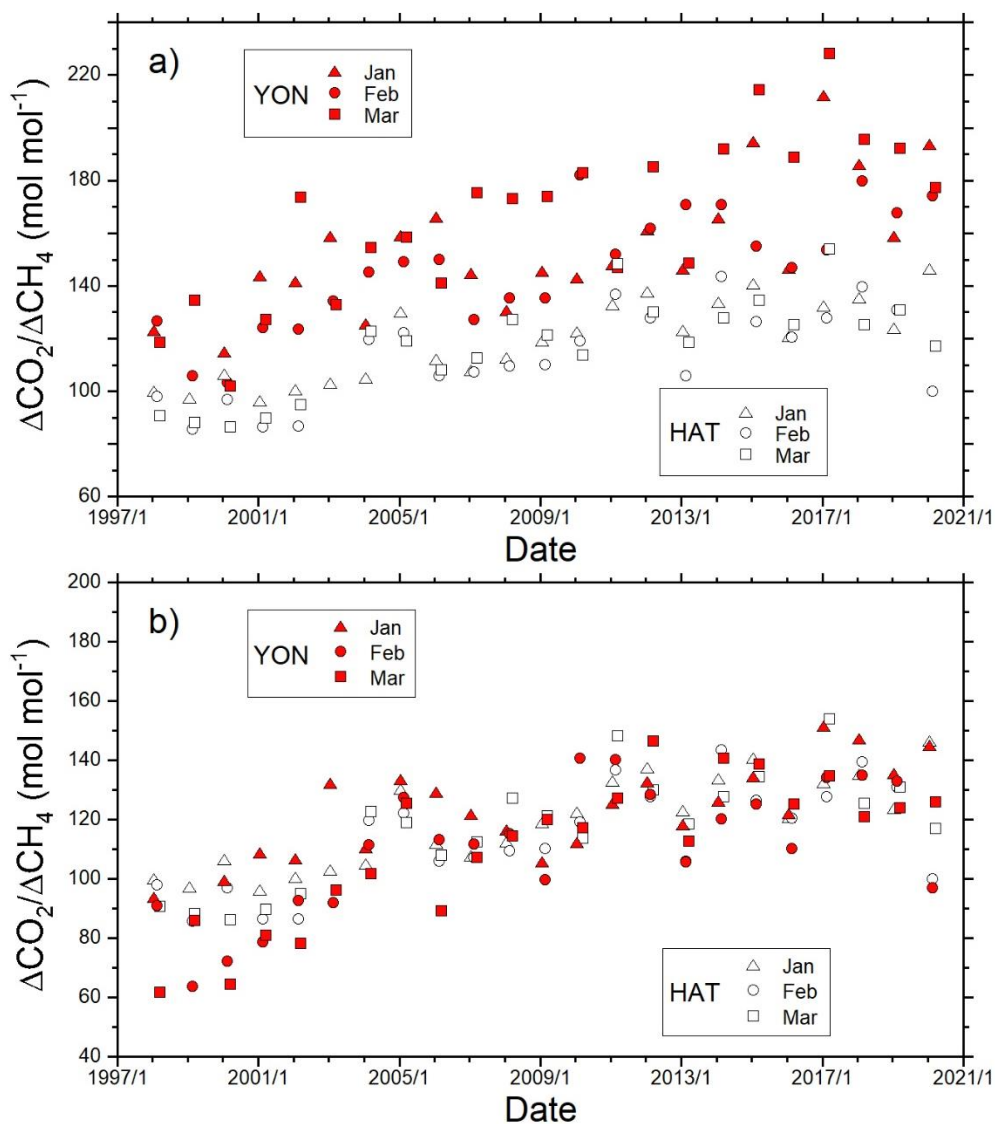 a)
YON
Jan
Feb
Mar
HAT
Jan
Feb
Mar
ΔCO₂/ΔCH₄ (mol mol⁻¹)
220
180
140
100
60
1997/1 2001/1 2005/1 2009/1 2013/1 2017/1 2021/1
Date
b)
YON
Jan
Feb
Mar
HAT
Jan
Feb
Mar
ΔCO₂/ΔCH₄ (mol mol⁻¹)
200
180
160
140
120
100
80
60
40
1997/1 2001/1 2005/1 2009/1 2013/1 2017/1 2021/1
Date